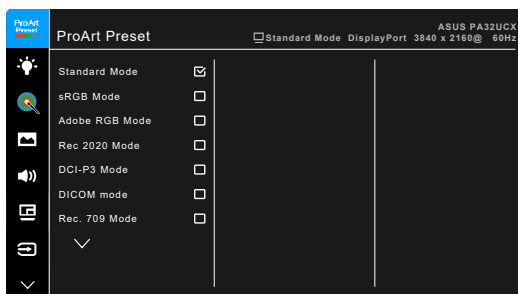 ProArt
Preset
ProArt Preset
ASUS PA32UCX
Standard Mode DisplayPort 3840 x 2160@ 60Hz
Standard Mode
sRGB Mode
Adobe RGB Mode
Rec 2020 Mode
DCI-P3 Mode
DICOM mode
Rec. 709 Mode